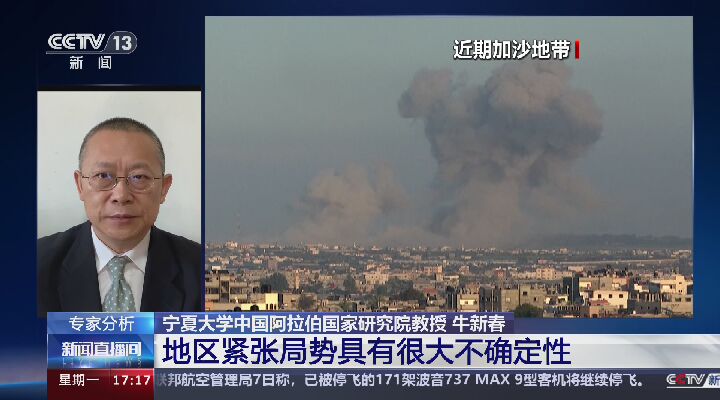 CCTV 13
新闻
近期加沙地带
专家分析
宁夏大学中国阿拉伯国家研究院教授 牛新春
新闻直播间
地区紧张局势具有很大不确定性
星期一 17:17 联邦航空管理局7日称，已被停飞的171架波音737 MAX 9型客机将继续停飞。 CCTV 新